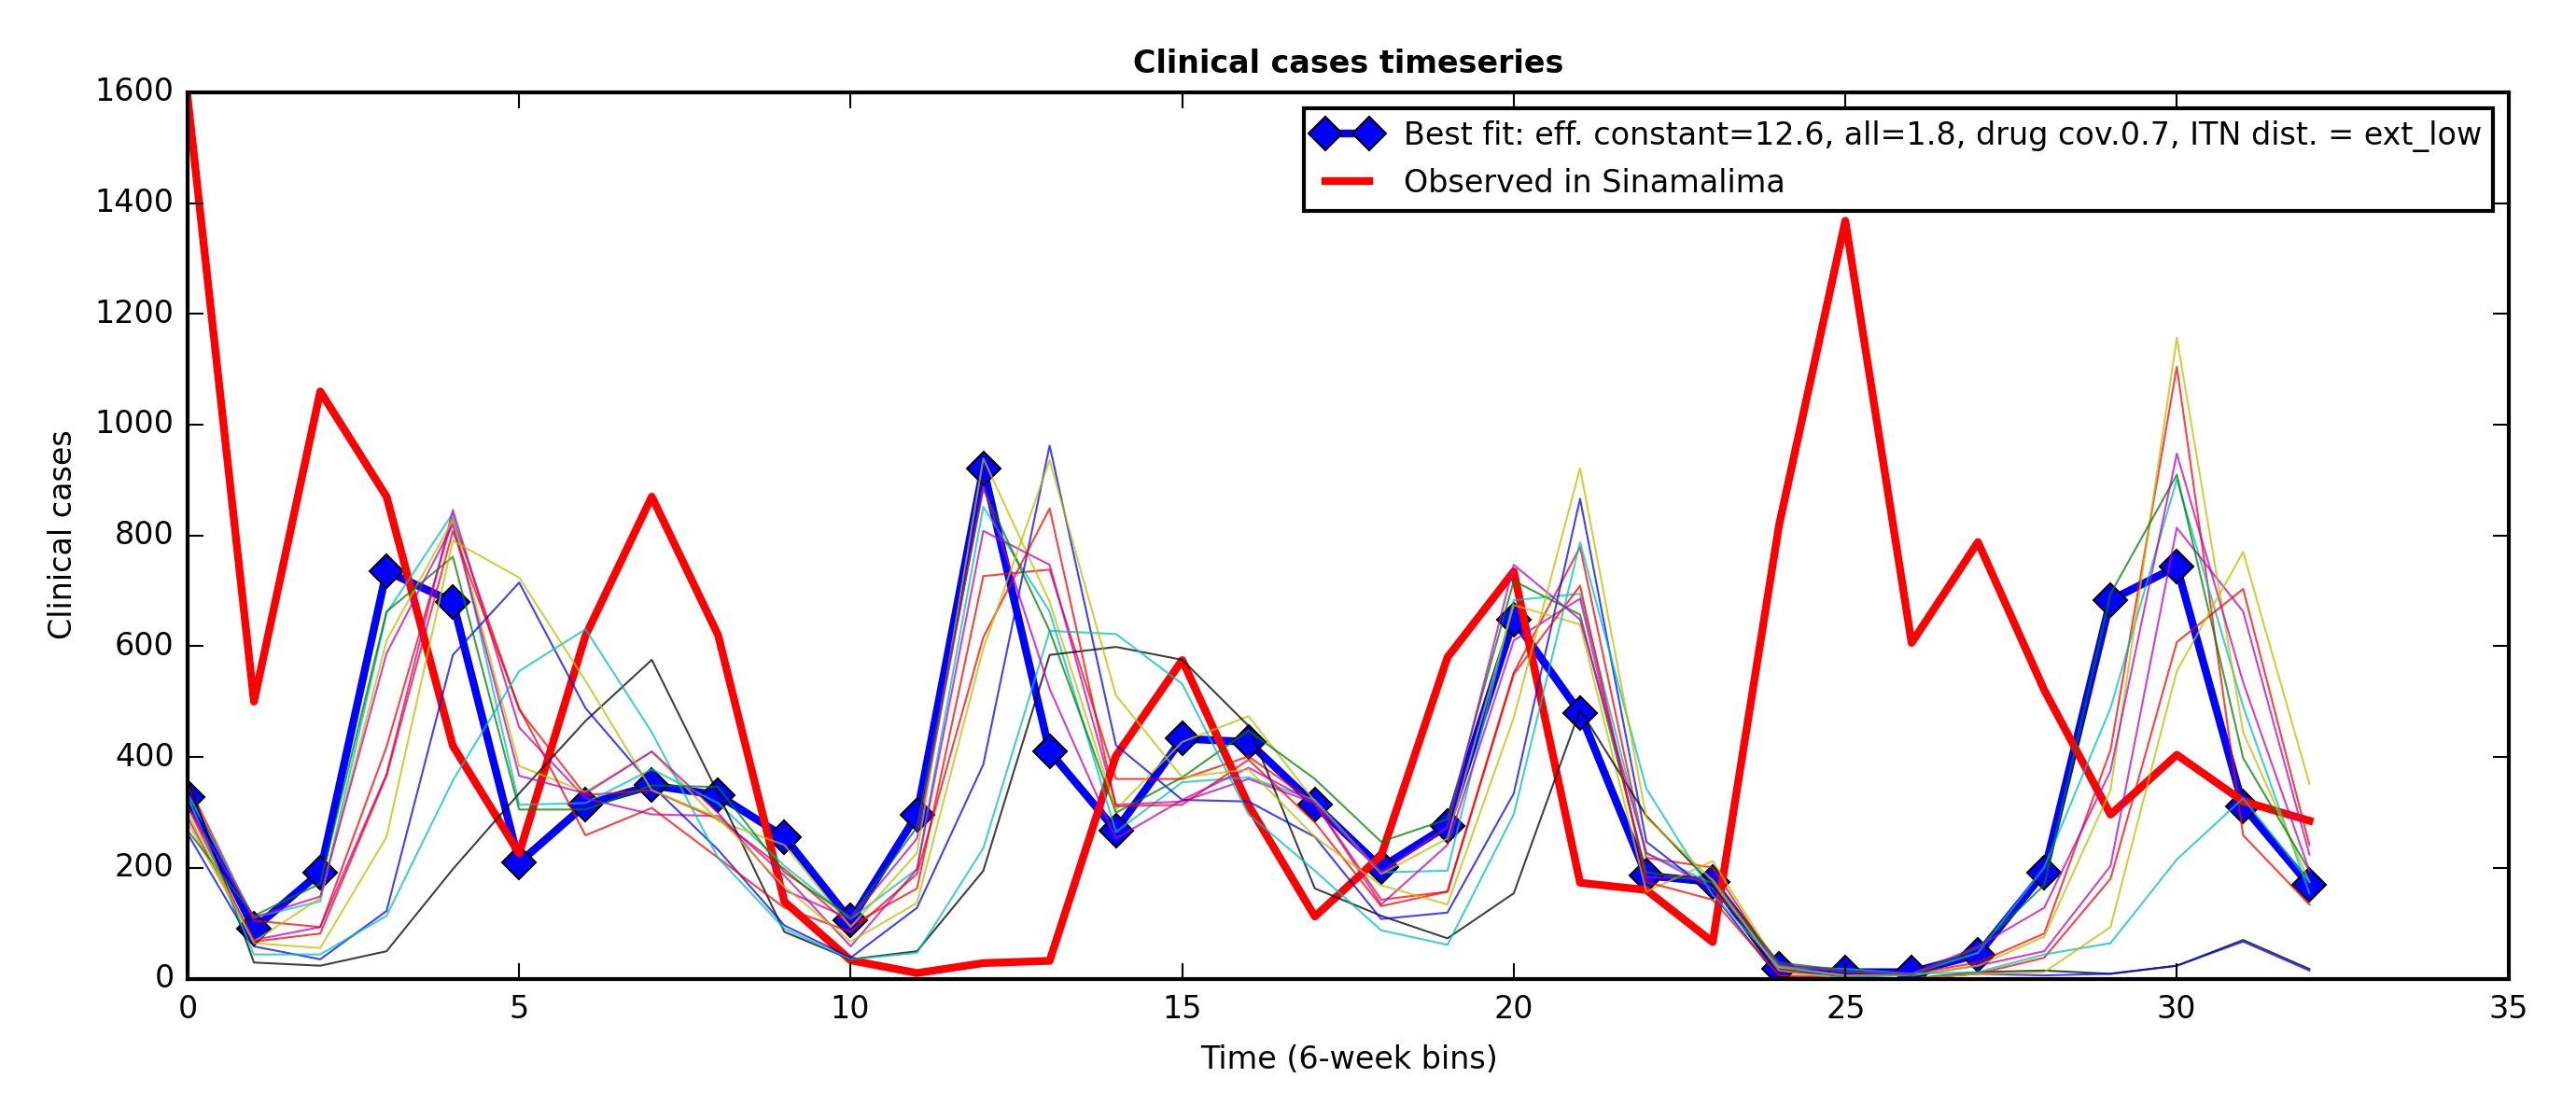 Clinical cases timeseries
1600
1400
1200
1000
800
600
400
200
0
Clinical cases
Best fit: eff. constant=12.6, all=1.8, drug cov.0.7, ITN dist. = ext_low
Observed in Sinamalima
0 5 10 15 20 25 30 35
Time (6-week bins)